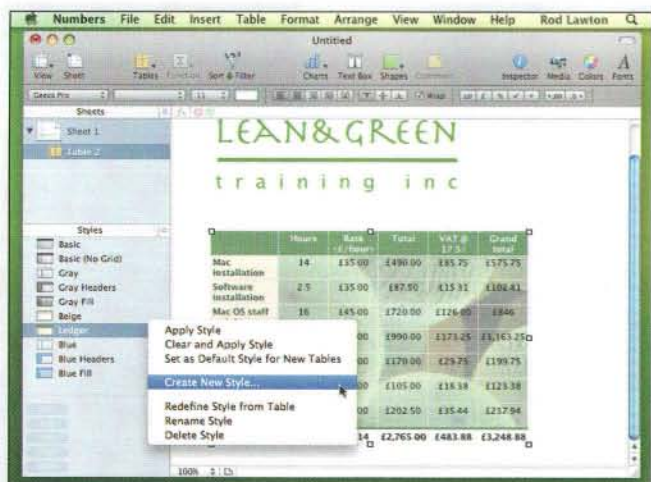 Numbers File Edit Insert Table Format Arrange View Window Help Rod Lawton
Untitled
View Sheet Tables Function Sort & Filter Charts Text Box Shapes Comment Inspector Media Colors Fonts
11 Wrap
Sheets
Sheet 1
Table 2
LEAN&GREEN
training inc
Styles
Basic
Basic (No Grid)
Gray
Gray Headers
Gray Fill
Beige
Ledger
Blue
Blue Headers
Blue Fill
Hours Rate (£/hour) Total VAT @ 17.5 Grand total
Mac installation 14 £35.00 £490.00 £85.75 £575.75
Software installation 2.5 £35.00 £87.50 £15.31 £102.81
Mac OS staff 16 £45.00 £720.00 £126.00 £846
£990.00 £173.25 £1,163.25
£170.00 £29.75 £199.75
£105.00 £18.38 £123.38
£202.50 £35.44 £237.94
14 £2,765.00 £483.88 £3,248.88
Apply Style
Clear and Apply Style
Set as Default Style for New Tables
Create New Style...
Redefine Style from Table
Rename Style
Delete Style
100%